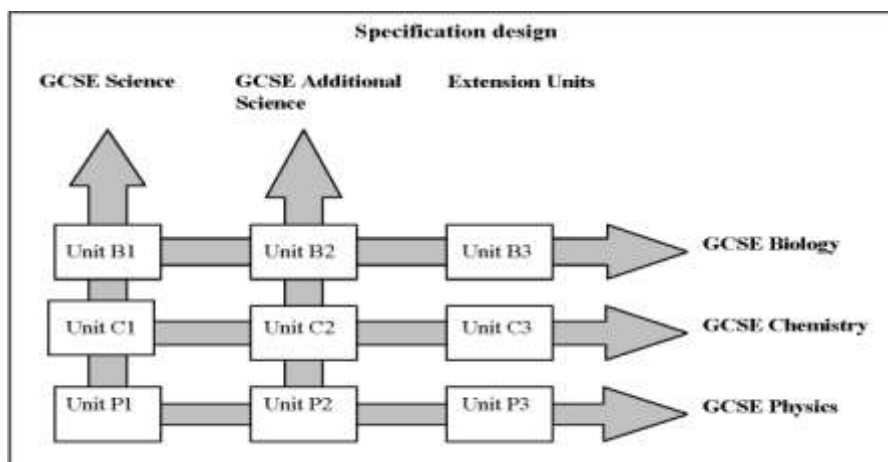 Specification design
GCSE Science
GCSE Additional
Science
Extension Units
Unit B1
Unit B2
Unit B3
GCSE Biology
Unit C1
Unit C2
Unit C3
GCSE Chemistry
Unit P1
Unit P2
Unit P3
GCSE Physics